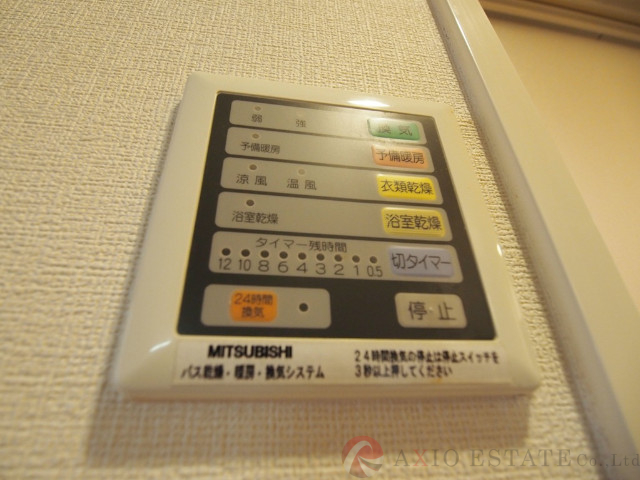 弱 強 換気
予備暖房 予備暖房
涼風 温風 衣類乾燥
浴室乾燥 浴室乾燥
タイマー残時間
12 10 8 6 4 3 2 1 0.5 切タイマー
24時間
換気
停・止
MITSUBISHI
バス乾燥・暖房・換気システム
24時間換気の停止は停止スイッチを
3秒以上押してください
AXIO ESTATE Co., Ltd